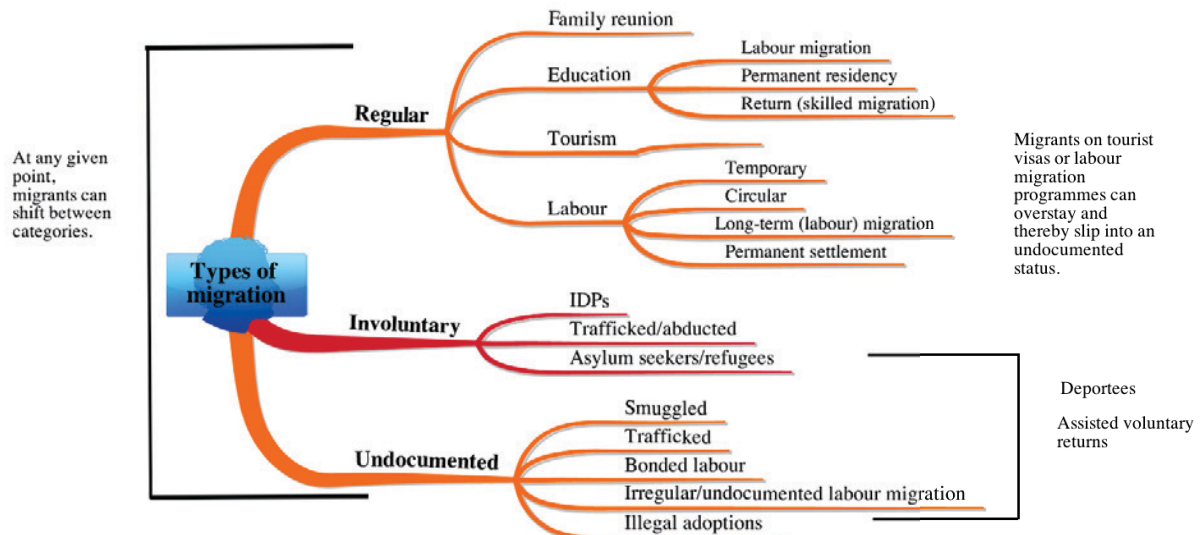 At any given
point,
migrants can
shift between
categories.
Types of
migration
Regular
Family reunion
Education
Labour migration
Permanent residency
Return (skilled migration)
Tourism
Labour
Temporary
Circular
Long-term (labour) migration
Permanent settlement
Involuntary
IDPs
Trafficked/abducted
Asylum seekers/refugees
Undocumented
Smuggled
Trafficked
Bonded labour
Irregular/undocumented labour migration
Illegal adoptions
Migrants on tourist
visas or labour
migration
programmes can
overstay and
thereby slip into an
undocumented
status.
Deportees
Assisted voluntary
returns